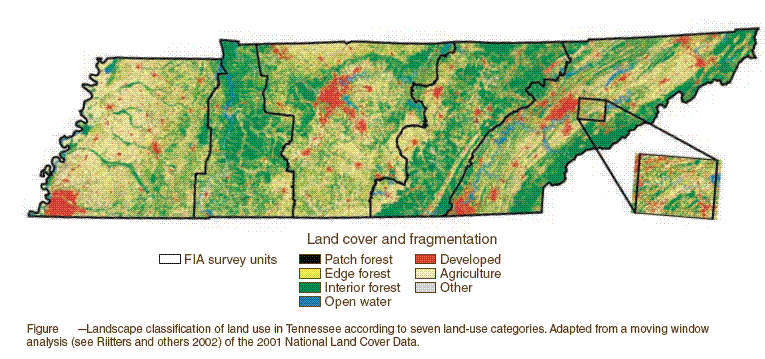 Land cover and fragmentation
FIA survey units
Patch forest
Edge forest
Interior forest
Open water
Developed
Agriculture
Other
Figure —Landscape classification of land use in Tennessee according to seven land-use categories. Adapted from a moving window
analysis (see Riitters and others 2002) of the 2001 National Land Cover Data.